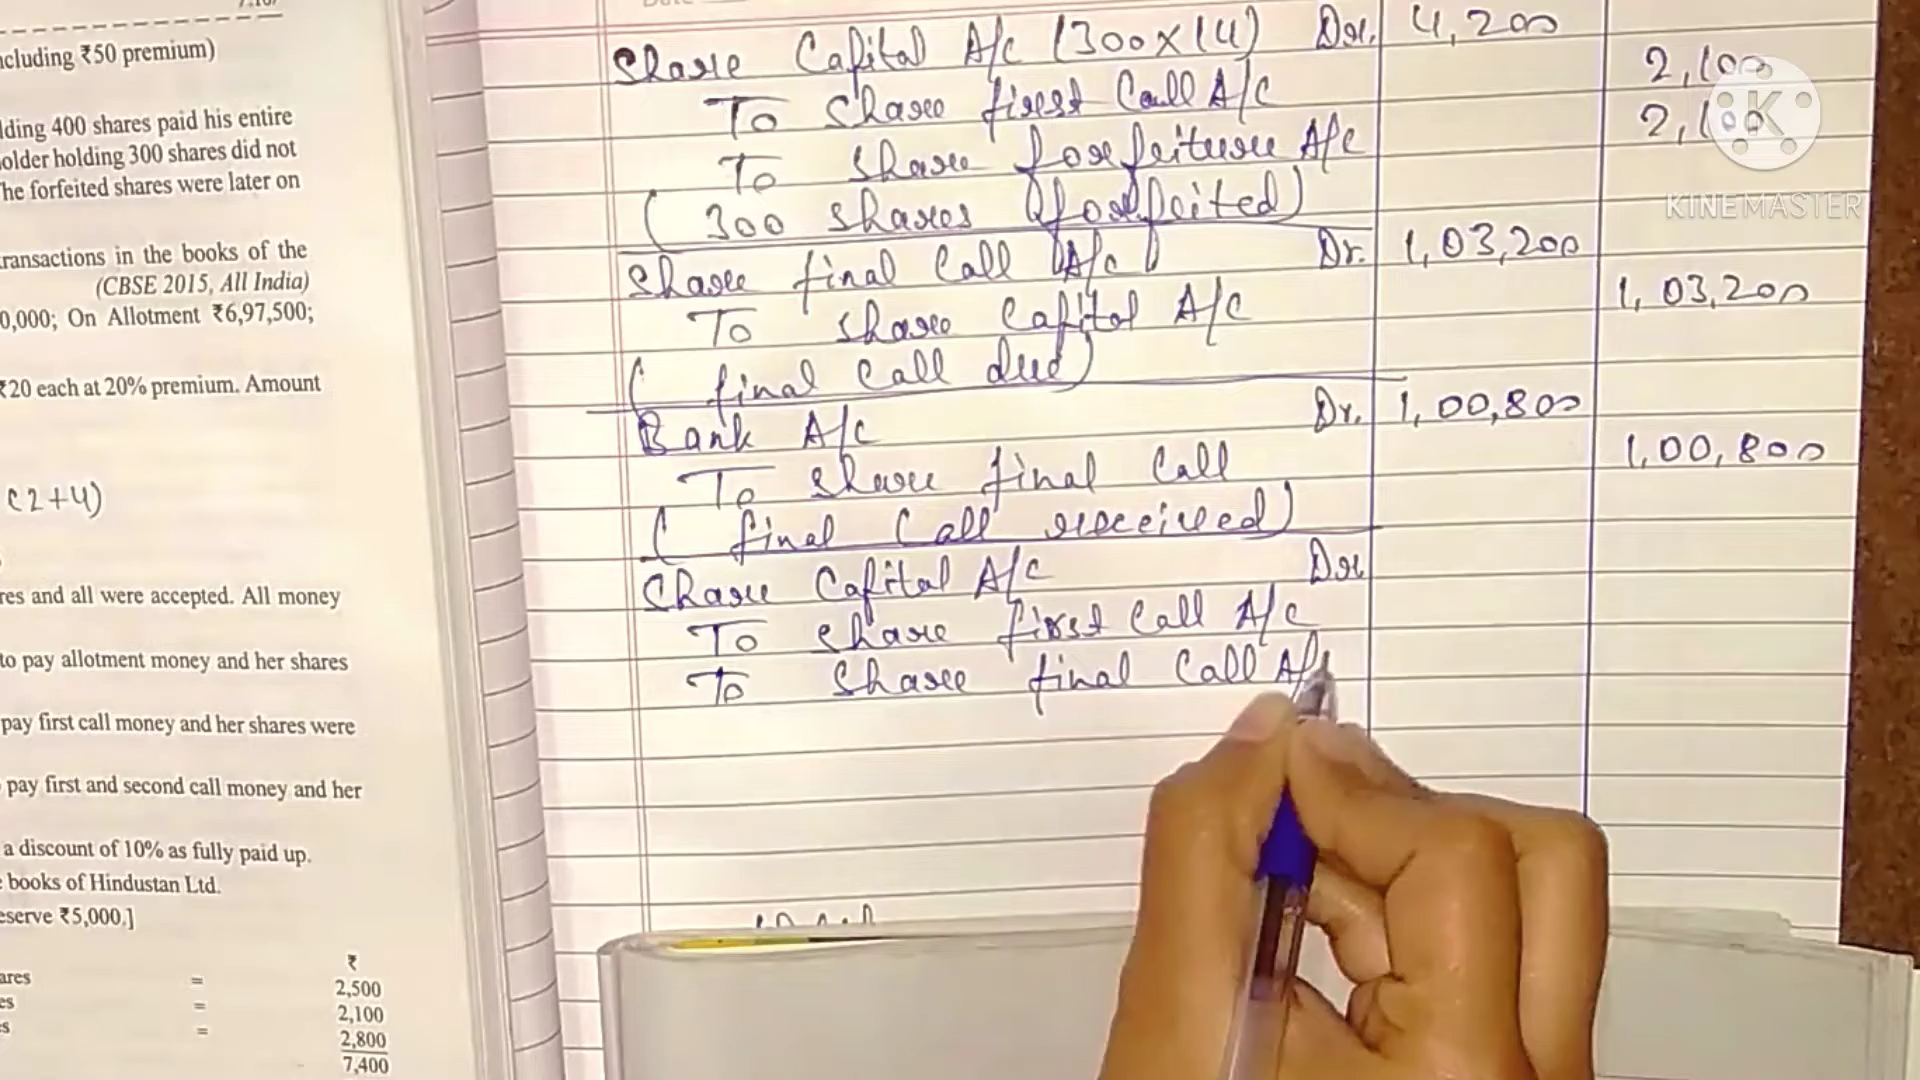 ncluding ₹50 premium)
lding 400 shares paid his entire
older holding 300 shares did not
The forfeited shares were later on
ransactions in the books of the
(CBSE 2015, All India)
0,000; On Allotment ₹6,97,500;
₹20 each at 20% premium. Amount
(2+4)
res and all were accepted. All money
to pay allotment money and her shares
pay first call money and her shares were
pay first and second call money and her
a discount of 10% as fully paid up.
books of Hindustan Ltd.
eserve ₹5,000.]
₹
ares = 2,500
es = 2,100
s = 2,800
7,400
Share Capital A/c (300×14) Dr. 4,200
To Share first Call A/c 2,100
To Share forfeiture A/c 2,100
(300 shares forfeited)
Share final Call A/c Dr. 1,03,200
To Share Capital A/c 1,03,200
(final Call due)
Bank A/c Dr. 1,00,800
To Share final Call 1,00,800
(final Call received)
Share Capital A/c Dr
To Share first Call A/c
To Share final Call A/
K
KINEMASTER